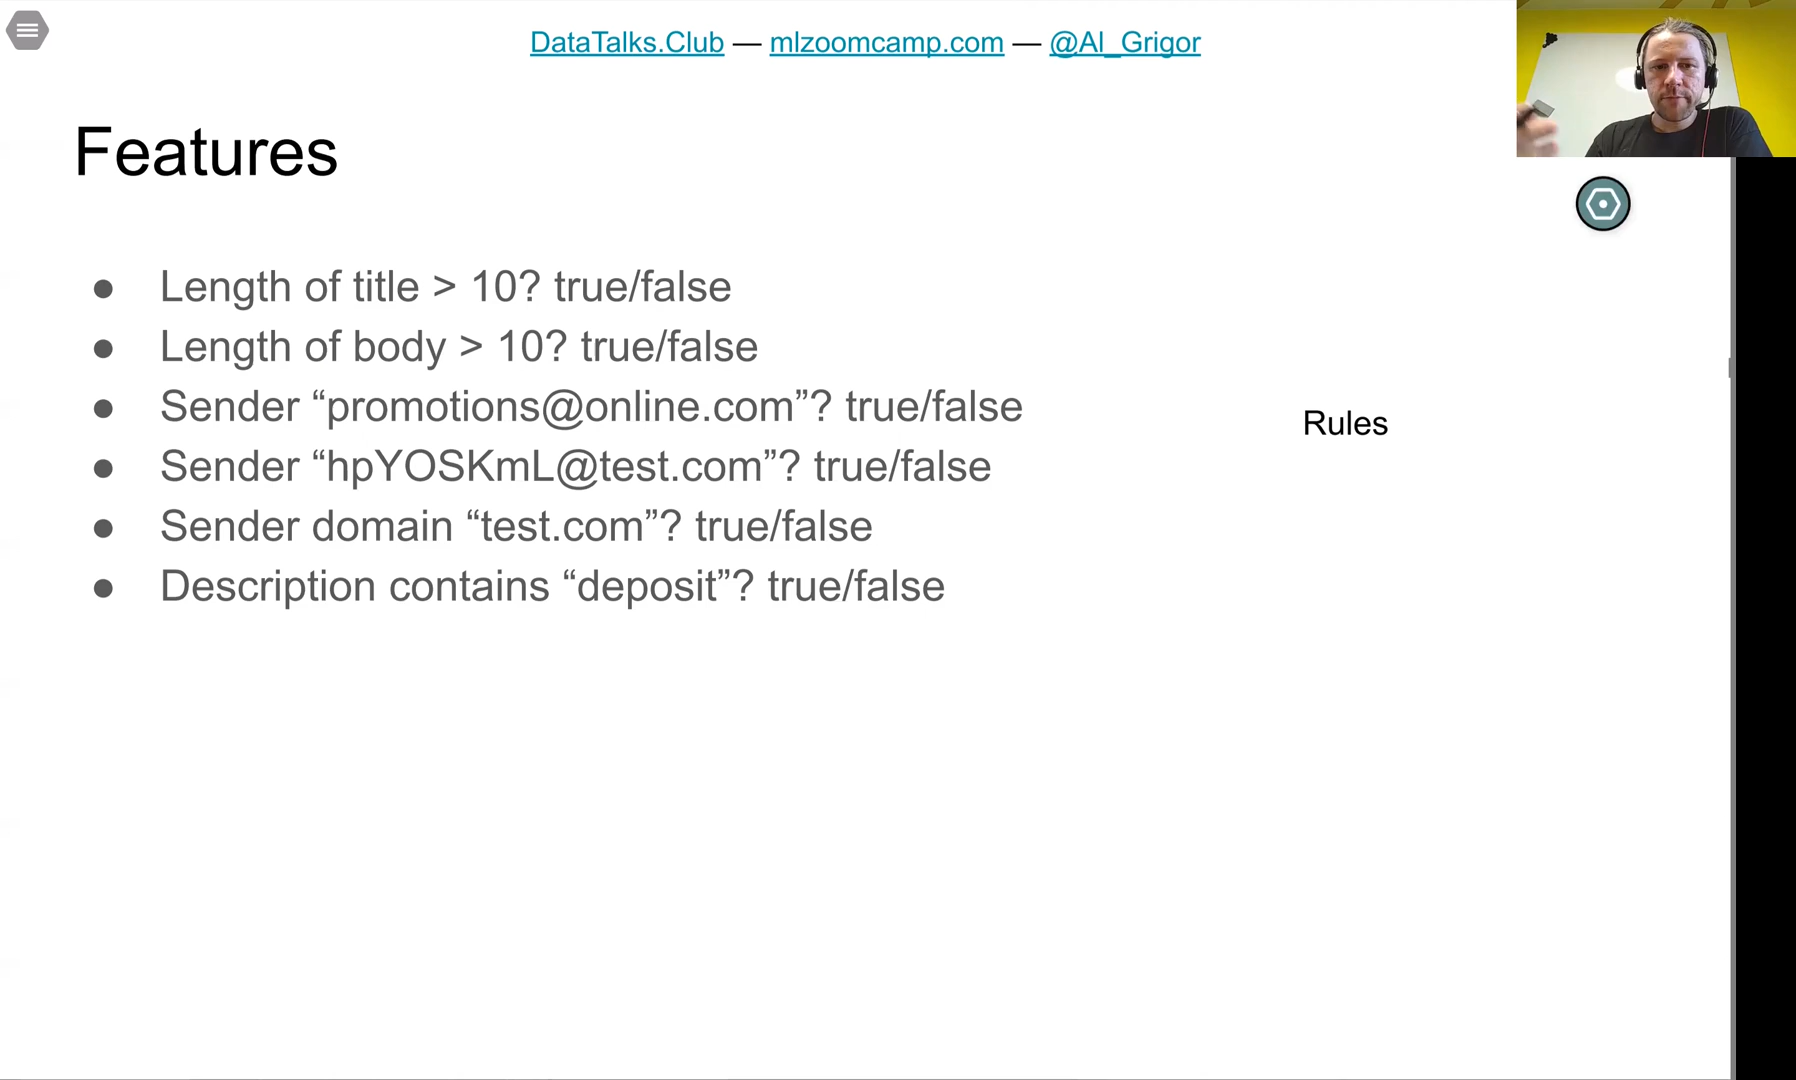 DataTalks.Club — mlzoomcamp.com — @Al_Grigor
Features
● Length of title > 10? true/false
● Length of body > 10? true/false
● Sender “promotions@online.com”? true/false
● Sender “hpYOSKmL@test.com”? true/false
● Sender domain “test.com”? true/false
● Description contains “deposit”? true/false
Rules